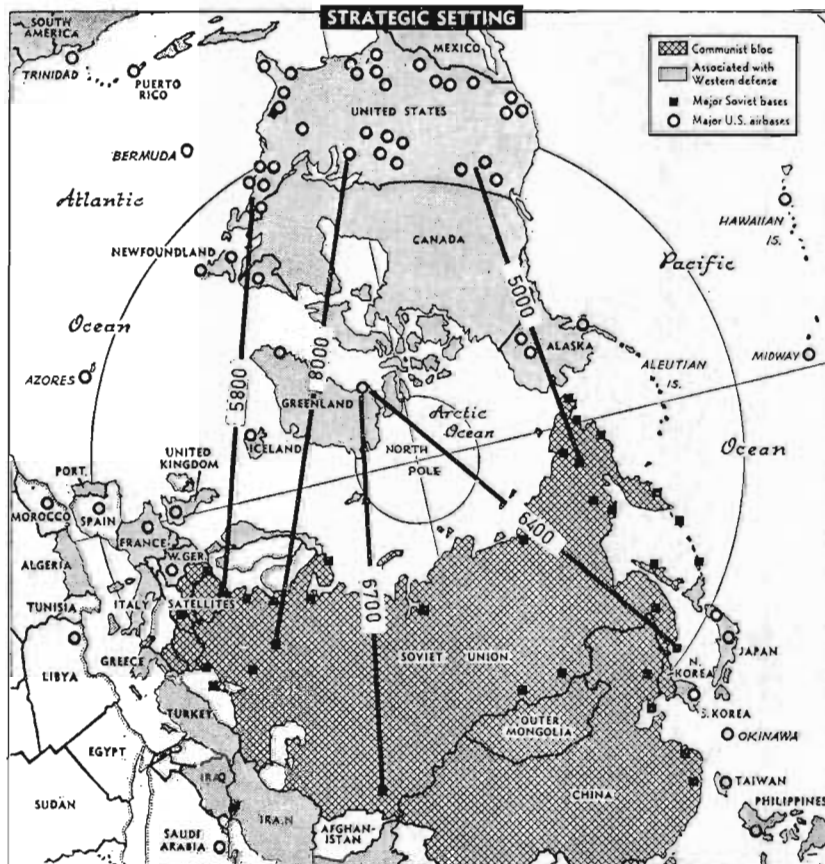 STRATEGIC SETTING
SOUTH
AMERICA
TRINIDAD
PUERTO
RICO
MEXICO
Communist bloc
Associated with
Western defense
Major Soviet bases
Major U.S. airbases
UNITED STATES
BERMUDA
Atlantic
HAWAIIAN
IS.
CANADA
NEWFOUNDLAND
Pacific
5000
Ocean
8000
5800
ALASKA
ALEUTIAN
IS.
MIDWAY
AZORES
GREENLAND
Arctic
Ocean
ICELAND
NORTH
POLE
Ocean
UNITED
KINGDOM
PORT.
MOROCCO
SPAIN
FRANCE
6400
W. GER.
ALGERIA
TUNISIA
ITALY
SATELLITES
6700
SOVIET UNION
JAPAN
N.
KOREA
GREECE
LIBYA
S. KOREA
TURKEY
OUTER
MONGOLIA
OKINAWA
EGYPT
IRAQ
TAIWAN
CHINA
PHILIPPINES
SUDAN
IRAN
AFGHAN-
ISTAN
SAUDI
ARABIA